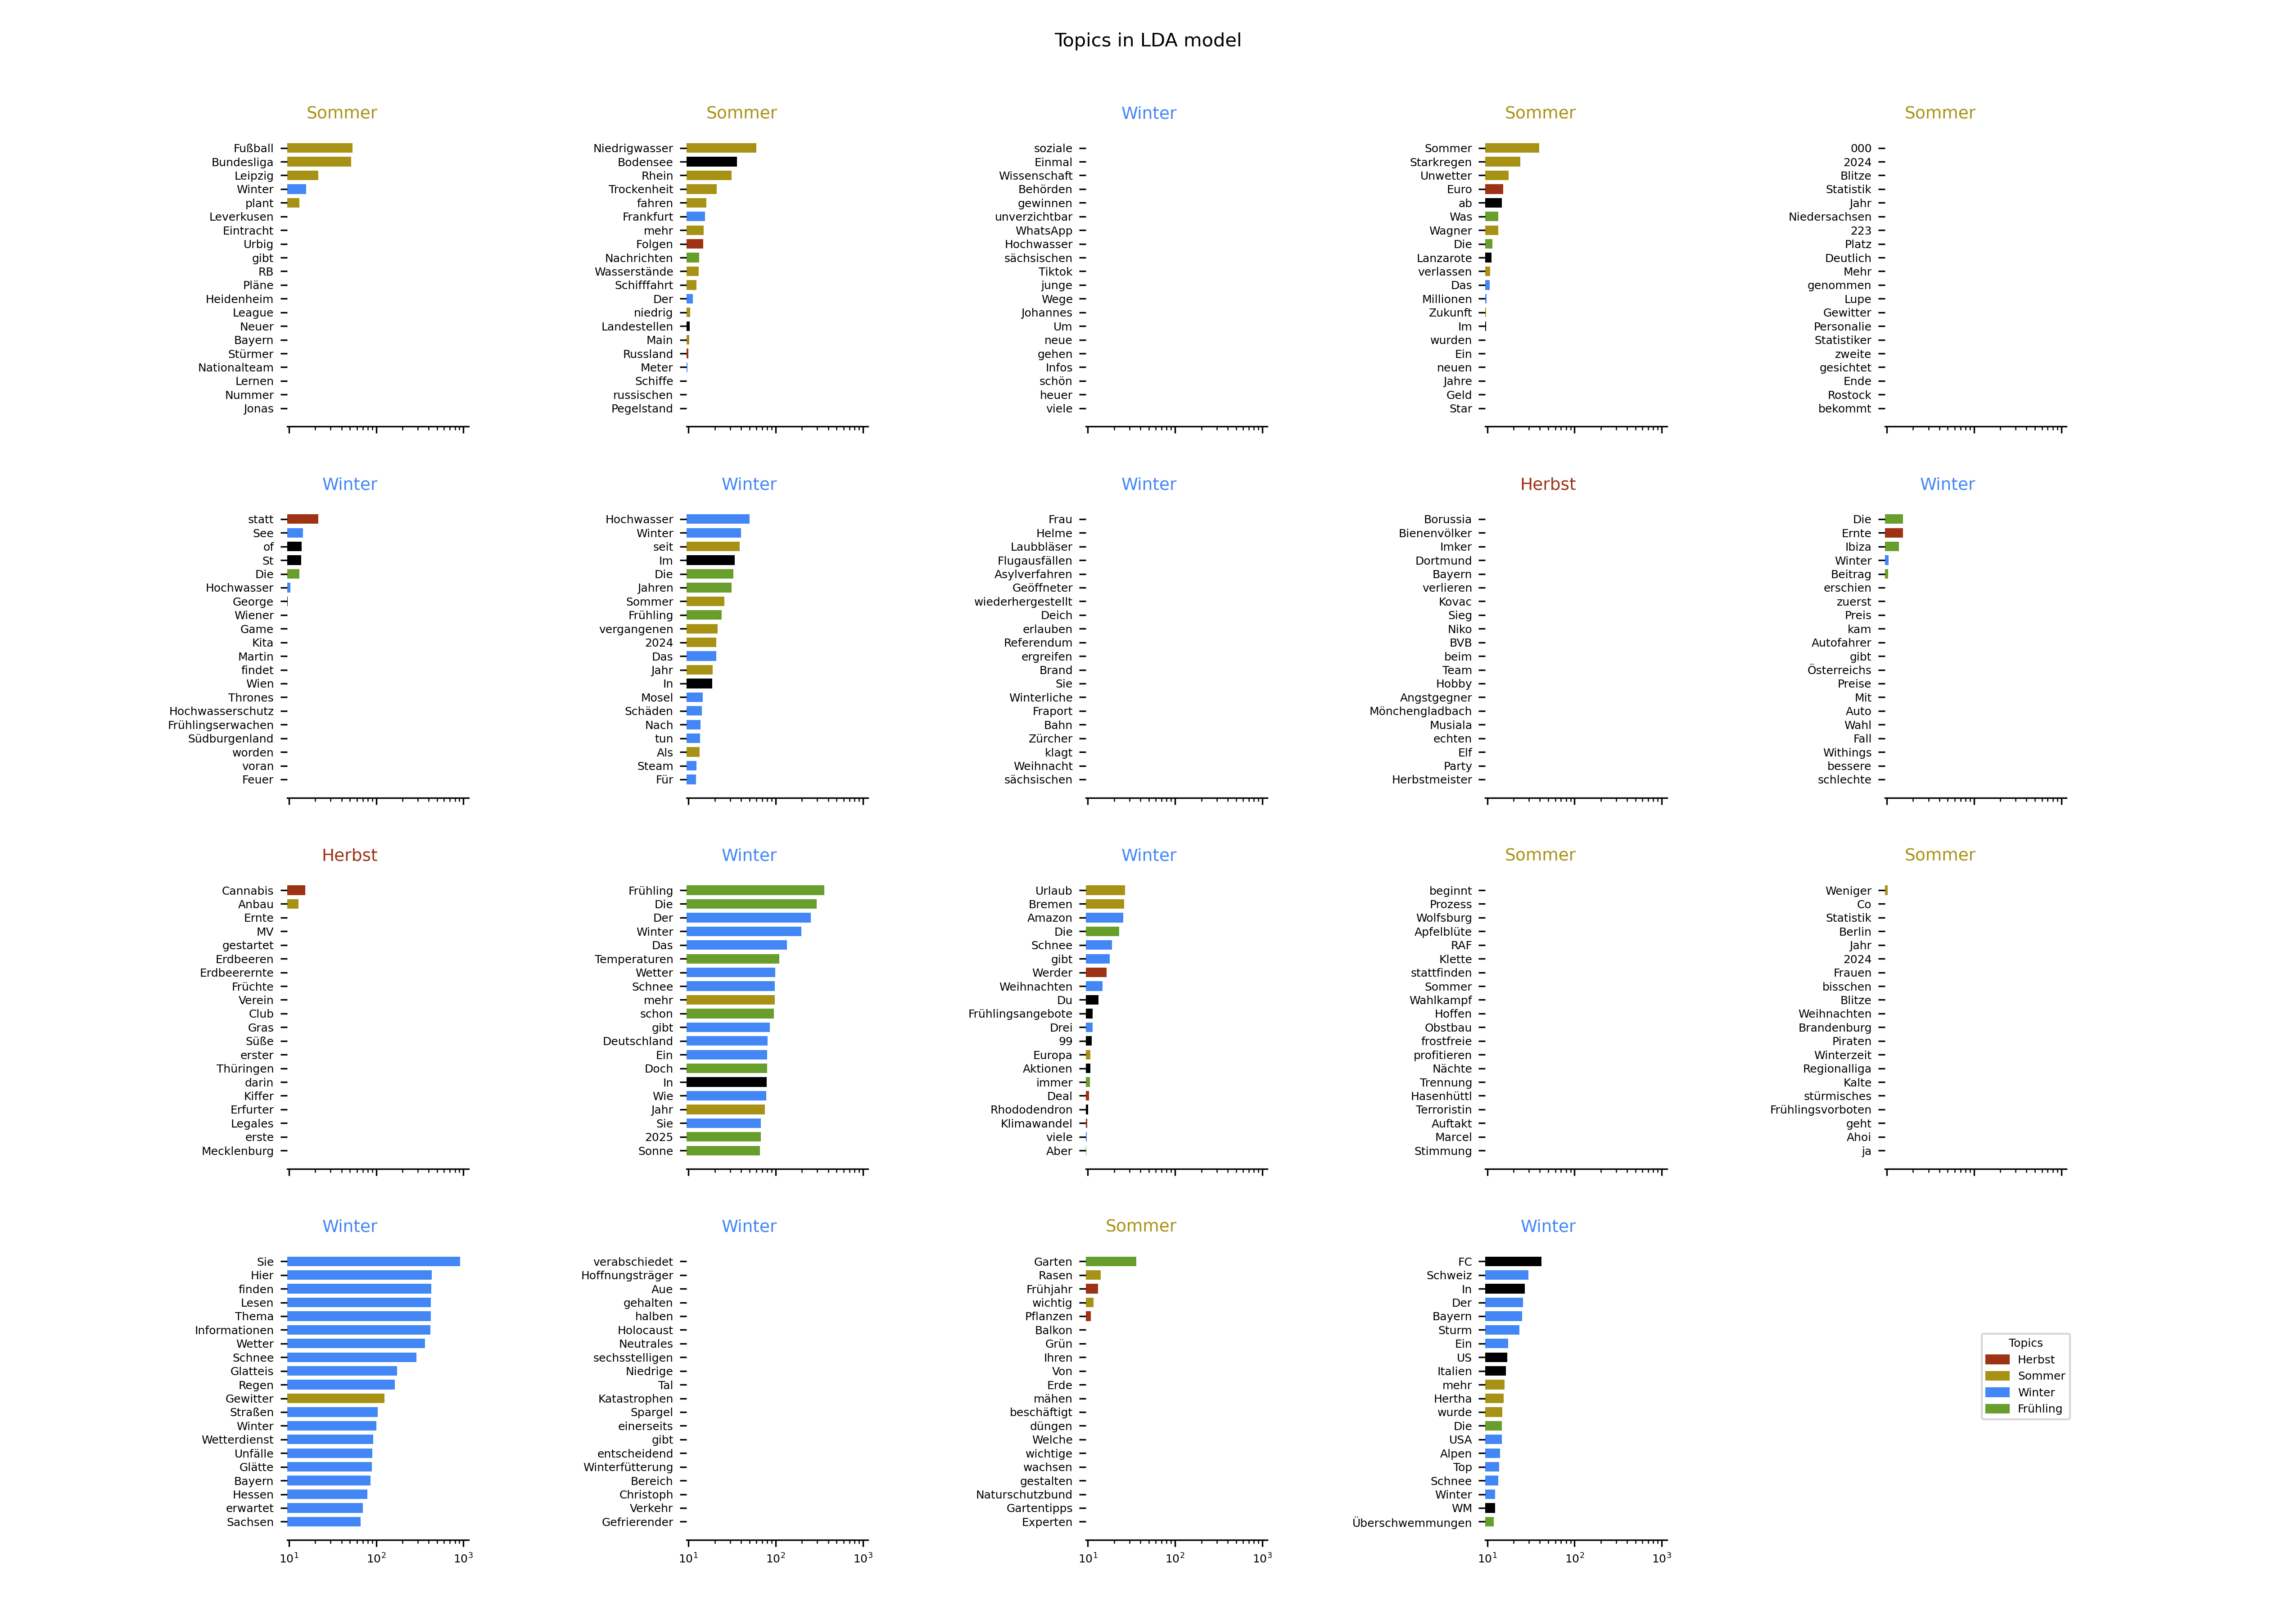 Topics in LDA model
Sommer
Fußball
Bundesliga
Leipzig
Winter
plant
Leverkusen
Eintracht
Urbig
gibt
RB
Pläne
Heidenheim
League
Neuer
Bayern
Stürmer
Nationalteam
Lernen
Nummer
Jonas
Sommer
Niedrigwasser
Bodensee
Rhein
Trockenheit
fahren
Frankfurt
mehr
Folgen
Nachrichten
Wasserstände
Schifffahrt
Der
niedrig
Landestellen
Main
Russland
Meter
Schiffe
russischen
Pegelstand
Winter
soziale
Einmal
Wissenschaft
Behörden
gewinnen
unverzichtbar
WhatsApp
Hochwasser
sächsischen
Tiktok
junge
Wege
Johannes
Um
neue
gehen
Infos
schön
heuer
viele
Sommer
Sommer
Starkregen
Unwetter
Euro
ab
Was
Wagner
Die
Lanzarote
verlassen
Das
Millionen
Zukunft
Im
wurden
Ein
neuen
Jahre
Geld
Star
Sommer
000
2024
Blitze
Statistik
Jahr
Niedersachsen
223
Platz
Deutlich
Mehr
genommen
Lupe
Gewitter
Personalie
Statistiker
zweite
gesichtet
Ende
Rostock
bekommt
Winter
statt
See
of
St
Die
Hochwasser
George
Wiener
Game
Kita
Martin
findet
Wien
Thrones
Hochwasserschutz
Frühlingserwachen
Südburgenland
worden
voran
Feuer
Winter
Hochwasser
Winter
seit
Im
Die
Jahren
Sommer
Frühling
vergangenen
2024
Das
Jahr
In
Mosel
Schäden
Nach
tun
Als
Steam
Für
Winter
Frau
Helme
Laubbläser
Flugausfällen
Asylverfahren
Geöffneter
wiederhergestellt
Deich
erlauben
Referendum
ergreifen
Brand
Sie
Winterliche
Fraport
Bahn
Zürcher
klagt
Weihnacht
sächsischen
Herbst
Borussia
Bienenvölker
Imker
Dortmund
Bayern
verlieren
Kovac
Sieg
Niko
BVB
beim
Team
Hobby
Angstgegner
Mönchengladbach
Musiala
echten
Elf
Party
Herbstmeister
Winter
Die
Ernte
Ibiza
Winter
Beitrag
erschien
zuerst
Preis
kam
Autofahrer
gibt
Österreichs
Preise
Mit
Auto
Wahl
Fall
Withings
bessere
schlechte
Herbst
Cannabis
Anbau
Ernte
MV
gestartet
Erdbeeren
Erdbeerernte
Früchte
Verein
Club
Gras
Süße
erster
Thüringen
darin
Kiffer
Erfurter
Legales
erste
Mecklenburg
Winter
Frühling
Die
Der
Winter
Das
Temperaturen
Wetter
Schnee
mehr
schon
gibt
Deutschland
Ein
Doch
In
Wie
Jahr
Sie
2025
Sonne
Winter
Urlaub
Bremen
Amazon
Die
Schnee
gibt
Werder
Weihnachten
Du
Frühlingsangebote
Drei
99
Europa
Aktionen
immer
Deal
Rhododendron
Klimawandel
viele
Aber
Sommer
beginnt
Prozess
Wolfsburg
Apfelblüte
RAF
Klette
stattfinden
Sommer
Wahlkampf
Hoffen
Obstbau
frostfreie
profitieren
Nächte
Trennung
Hasenhüttl
Terroristin
Auftakt
Marcel
Stimmung
Sommer
Weniger
Co
Statistik
Berlin
Jahr
2024
Frauen
bisschen
Blitze
Weihnachten
Brandenburg
Piraten
Winterzeit
Regionalliga
Kalte
stürmisches
Frühlingsvorboten
geht
Ahoi
ja
Winter
Sie
Hier
finden
Lesen
Thema
Informationen
Wetter
Schnee
Glatteis
Regen
Gewitter
Straßen
Winter
Wetterdienst
Unfälle
Glätte
Bayern
Hessen
erwartet
Sachsen
10¹ 10² 10³
Winter
verabschiedet
Hoffnungsträger
Aue
gehalten
halben
Holocaust
Neutrales
sechsstelligen
Niedrige
Tal
Katastrophen
Spargel
einerseits
gibt
entscheidend
Winterfütterung
Bereich
Christoph
Verkehr
Gefrierender
10¹ 10² 10³
Sommer
Garten
Rasen
Frühjahr
wichtig
Pflanzen
Balkon
Grün
Ihren
Von
Erde
mähen
beschäftigt
düngen
Welche
wichtige
wachsen
gestalten
Naturschutzbund
Gartentipps
Experten
10¹ 10² 10³
Winter
FC
Schweiz
In
Der
Bayern
Sturm
Ein
US
Italien
mehr
Hertha
wurde
Die
USA
Alpen
Top
Schnee
Winter
WM
Überschwemmungen
10¹ 10² 10³
Topics
Herbst
Sommer
Winter
Frühling